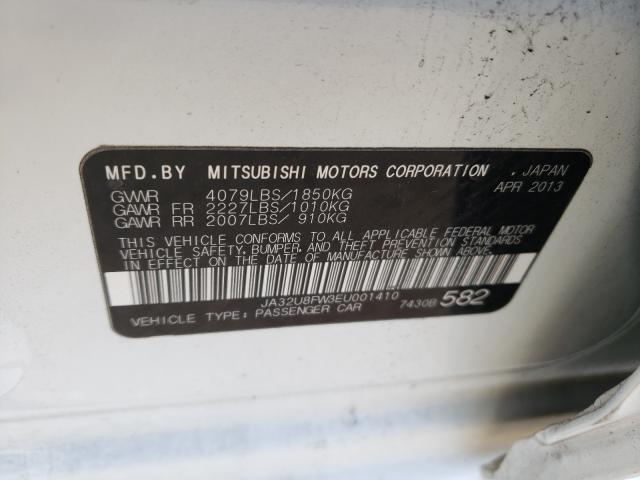 MFD.BY MITSUBISHI MOTORS CORPORATION , JAPAN
APR 2013
GVWR 4079LBS/1850KG
GAWR FR 2227LBS/1010KG
GAWR RR 2007LBS/ 910KG
THIS VEHICLE CONFORMS TO ALL APPLICABLE FEDERAL MOTOR
VEHICLE SAFETY, BUMPER, AND THEFT PREVENTION STANDARDS
IN EFFECT ON THE DATE OF MANUFACTURE SHOWN ABOVE.
JA32U8FW3EU001410
VEHICLE TYPE: PASSENGER CAR 7430B 582